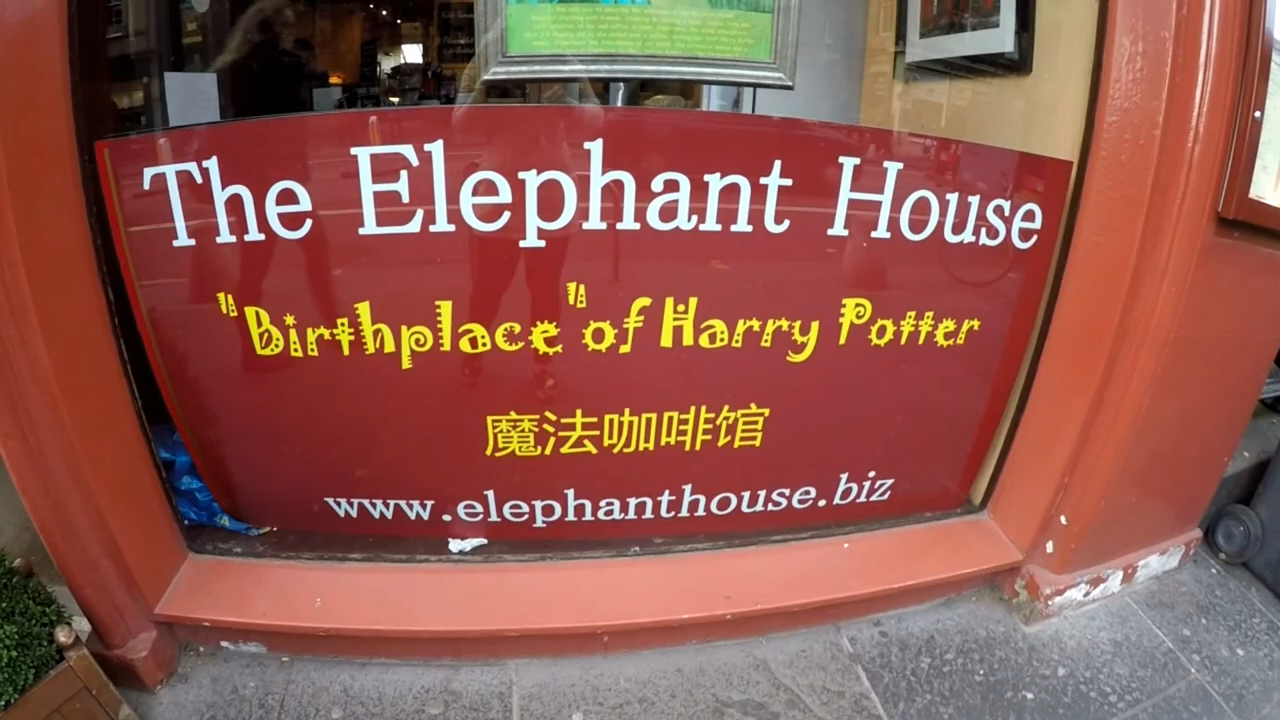 The Elephant House
"Birthplace" of Harry Potter
魔法咖啡馆
www.elephanthouse.biz